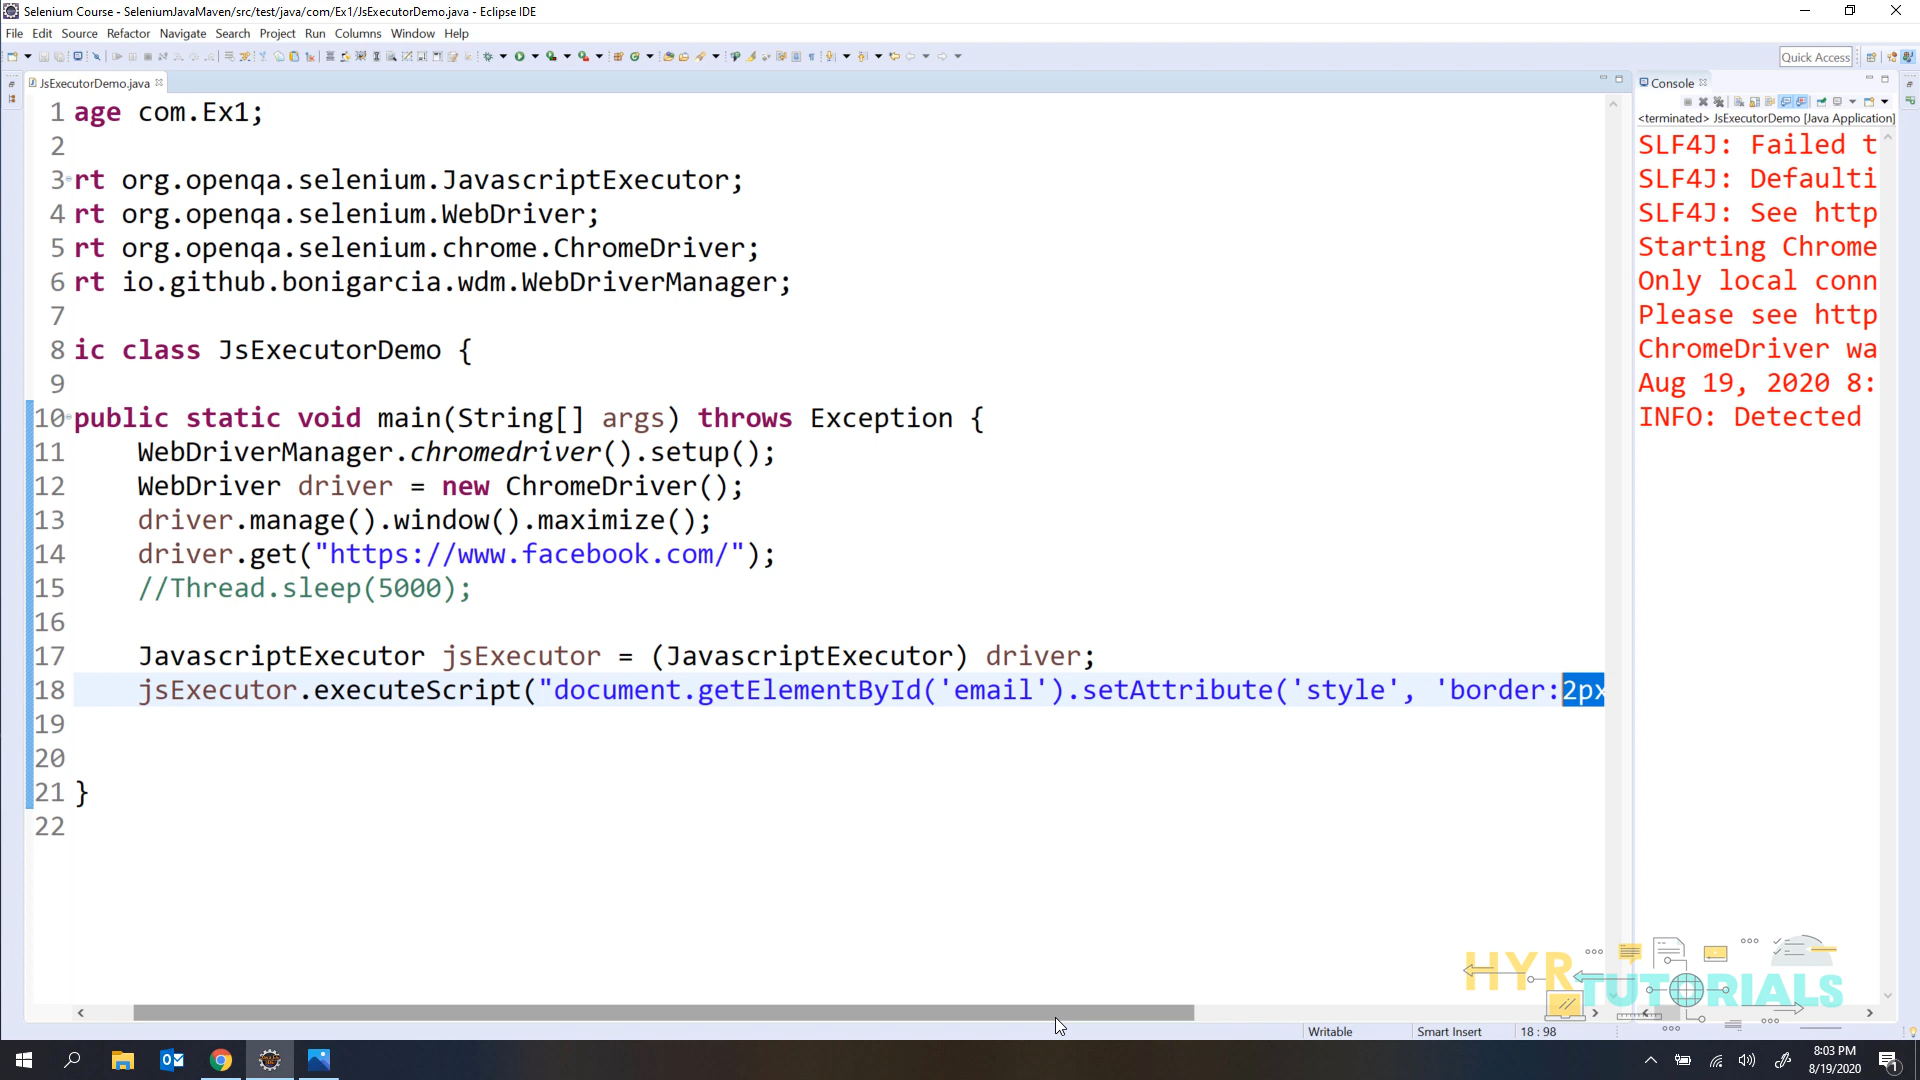 Selenium Course - SeleniumJavaMaven/src/test/java/com/Ex1/JsExecutorDemo.java - Eclipse IDE
File Edit Source Refactor Navigate Search Project Run Jump Columns Window Help
Quick Access
JsExecutorDemo.java
1 age com.Ex1;
2
3 rt org.openqa.selenium.JavascriptExecutor;
4 rt org.openqa.selenium.WebDriver;
5 rt org.openqa.selenium.chrome.ChromeDriver;
6 rt io.github.bonigarcia.wdm.WebDriverManager;
7
8 ic class JsExecutorDemo {
9
10 public static void main(String[] args) throws Exception {
11 WebDriverManager.chromedriver().setup();
12 WebDriver driver = new ChromeDriver();
13 driver.manage().window().maximize();
14 driver.get("https://www.facebook.com/");
15 //Thread.sleep(5000);
16
17 JavascriptExecutor jsExecutor = (JavascriptExecutor) driver;
18 jsExecutor.executeScript("document.getElementById('email').setAttribute('style', 'border:2px
19
20
21 }
22
Console
<terminated> JsExecutorDemo [Java Application]
SLF4J: Failed t
SLF4J: Defaulti
SLF4J: See http
Starting Chrome
Only local conn
Please see http
ChromeDriver wa
Aug 19, 2020 8:
INFO: Detected
HYR TUTORIALS
Writable Smart Insert 18 : 98
8:03 PM
8/19/2020
1